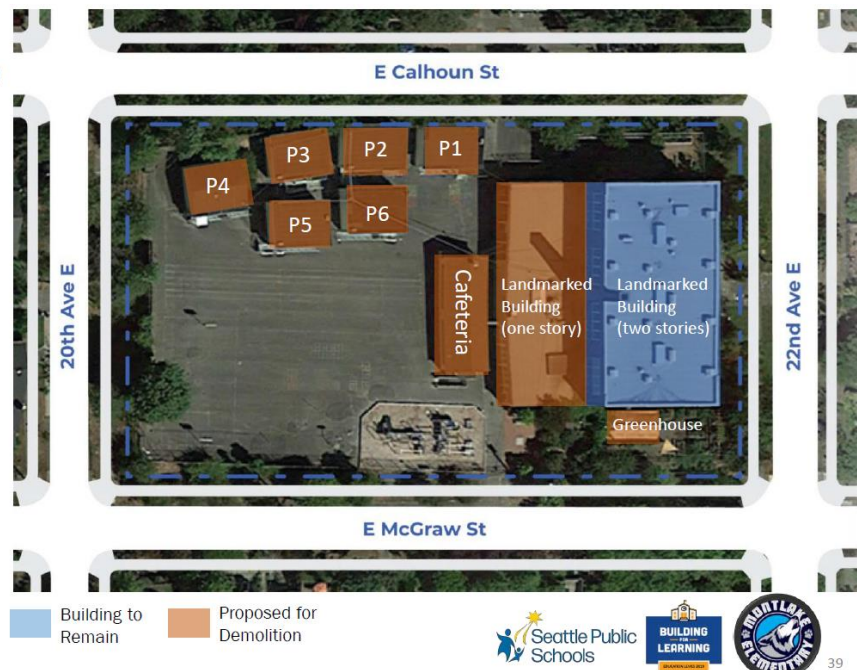 E Calhoun St
P4
P3
P2
P1
P5
P6
20th Ave E
22nd Ave E
Cafeteria
Landmarked
Building
(one story)
Landmarked
Building
(two stories)
Greenhouse
E McGraw St
Building to
Remain
Proposed for
Demolition
Seattle Public
Schools
BUILDING
FOR
LEARNING
MONTLAKE
ELEMENTARY
39